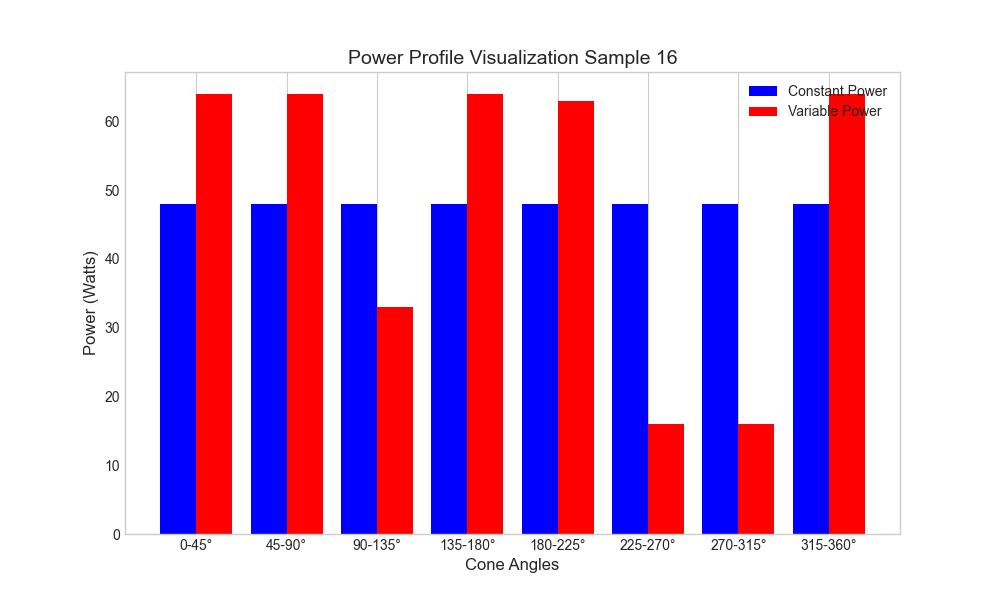 Power Profile Visualization Sample 16
Constant Power
Variable Power
Power (Watts)
60
50
40
30
20
10
0
0-45° 45-90° 90-135° 135-180° 180-225° 225-270° 270-315° 315-360°
Cone Angles